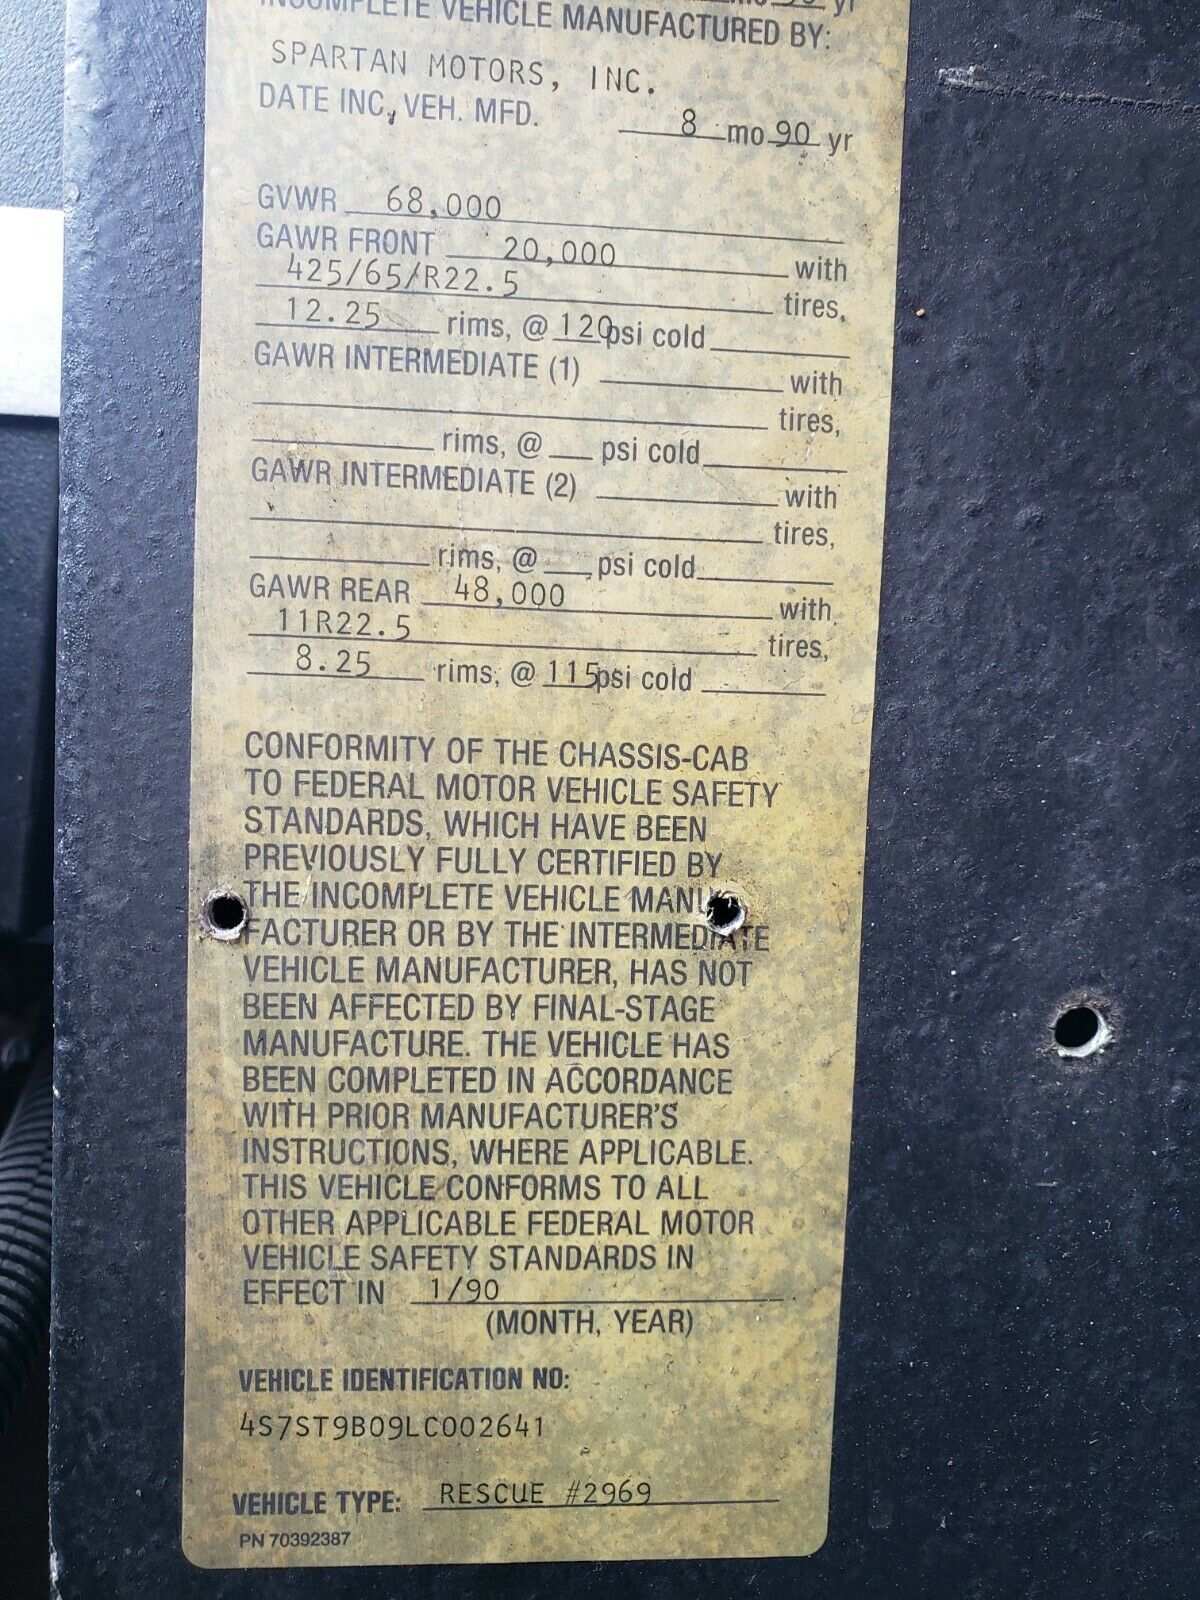 INCOMPLETE VEHICLE MANUFACTURED BY:
SPARTAN MOTORS, INC.
DATE INC. VEH. MFD. 8 mo 90 yr
GVWR 68,000
GAWR FRONT 20,000 with
425/65/R22.5 tires,
12.25 rims, @ 120 psi cold
GAWR INTERMEDIATE (1) with
tires,
rims, @ psi cold
GAWR INTERMEDIATE (2) with
tires,
rims, @ psi cold
GAWR REAR 48,000 with
11R22.5 tires,
8.25 rims, @ 115 psi cold
CONFORMITY OF THE CHASSIS-CAB
TO FEDERAL MOTOR VEHICLE SAFETY
STANDARDS, WHICH HAVE BEEN
PREVIOUSLY FULLY CERTIFIED BY
THE INCOMPLETE VEHICLE MANU-
FACTURER OR BY THE INTERMEDIATE
VEHICLE MANUFACTURER, HAS NOT
BEEN AFFECTED BY FINAL-STAGE
MANUFACTURE. THE VEHICLE HAS
BEEN COMPLETED IN ACCORDANCE
WITH PRIOR MANUFACTURER'S
INSTRUCTIONS, WHERE APPLICABLE.
THIS VEHICLE CONFORMS TO ALL
OTHER APPLICABLE FEDERAL MOTOR
VEHICLE SAFETY STANDARDS IN
EFFECT IN 1/90
(MONTH, YEAR)
VEHICLE IDENTIFICATION NO:
4S7ST9B09LC002641
VEHICLE TYPE: RESCUE #2969
PN 70392387